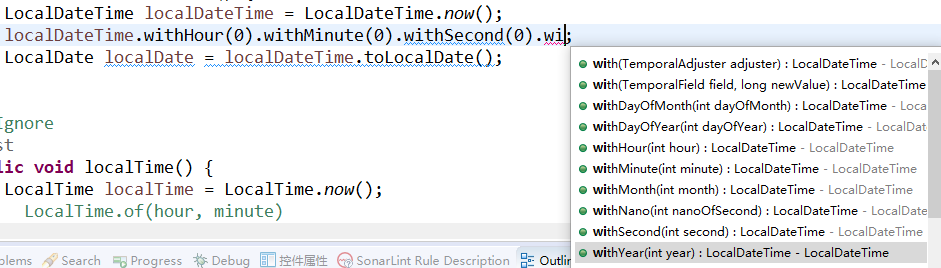 LocalDateTime localDateTime = LocalDateTime.now();
localDateTime.withHour(0).withMinute(0).withSecond(0).wi;
LocalDate localDate = localDateTime.toLocalDate();
with(TemporalAdjuster adjuster) : LocalDateTime - LocalD
with(TemporalField field, long newValue) : LocalDateTime
withDayOfMonth(int dayOfMonth) : LocalDateTime - Local
withDayOfYear(int dayOfYear) : LocalDateTime - LocalDat
withHour(int hour) : LocalDateTime - LocalDateTime
withMinute(int minute) : LocalDateTime - LocalDateTime
withMonth(int month) : LocalDateTime - LocalDateTime
withNano(int nanoOfSecond) : LocalDateTime - LocalDate
withSecond(int second) : LocalDateTime - LocalDateTime
withYear(int year) : LocalDateTime - LocalDateTime
Ignore
st
lic void localTime() {
LocalTime localTime = LocalTime.now();
LocalTime.of(hour, minute)
oblems Search Progress Debug 控件属性 SonarLint Rule Description Outlin